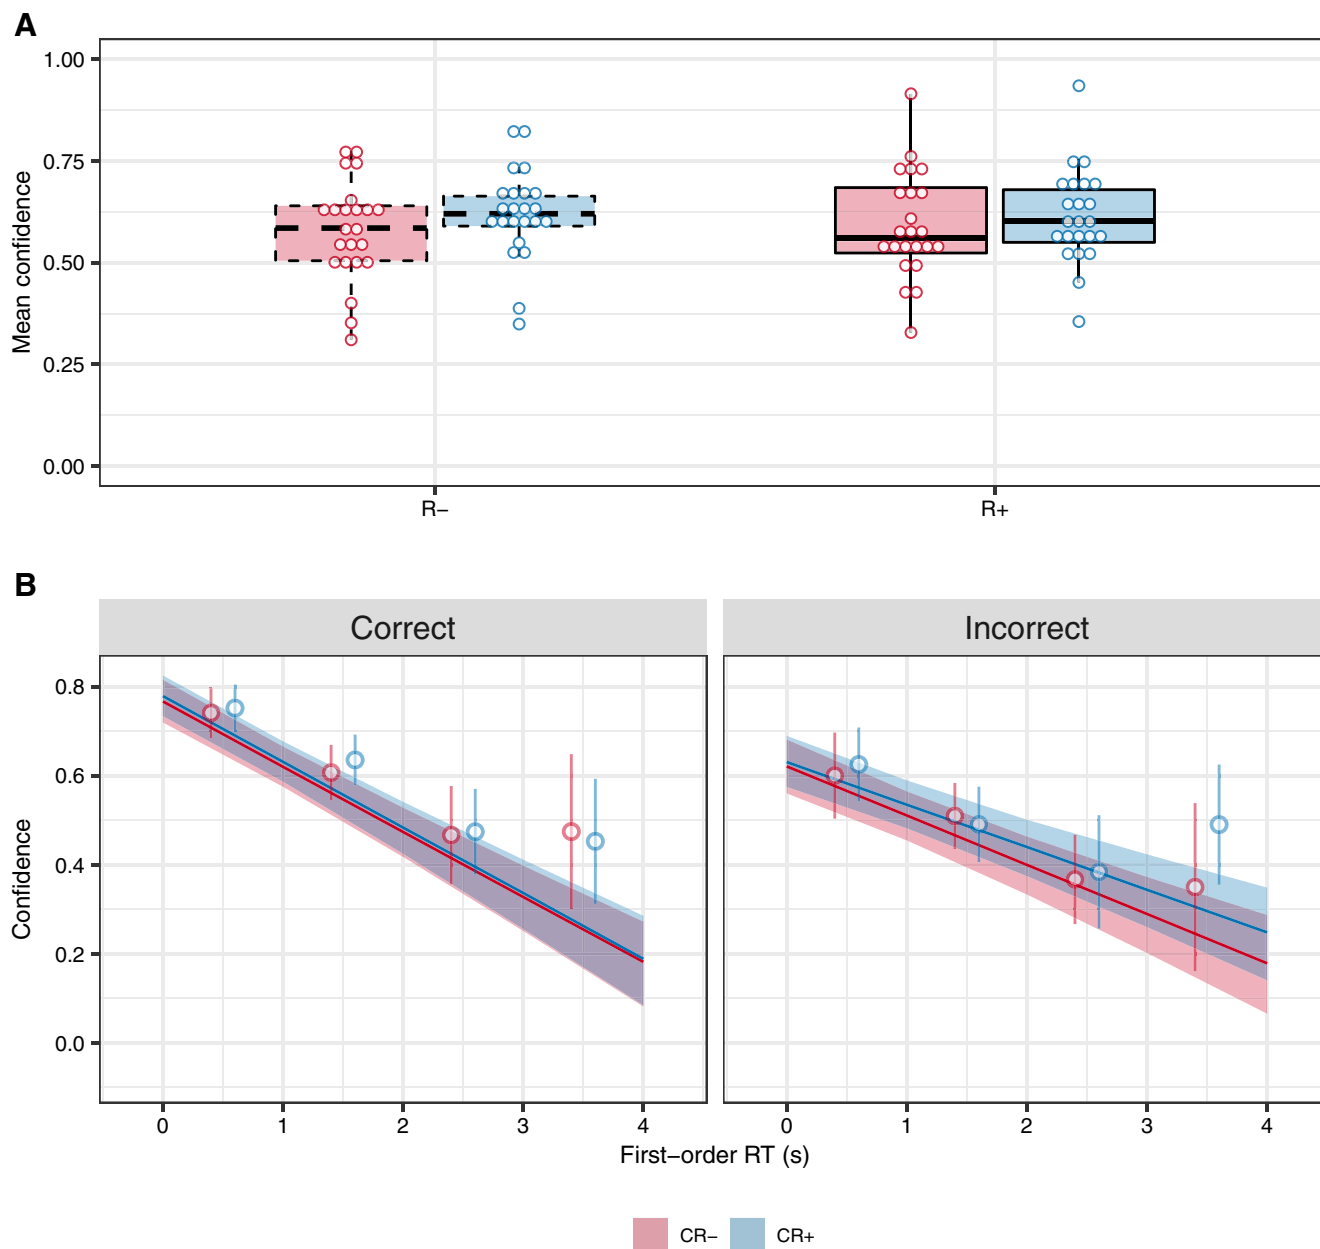 A
Mean confidence
1.00
0.75
0.50
0.25
0.00
R−
R+
B
Correct
Incorrect
Confidence
0.8
0.6
0.4
0.2
0.0
0 1 2 3 4
0 1 2 3 4
First−order RT (s)
CR− CR+